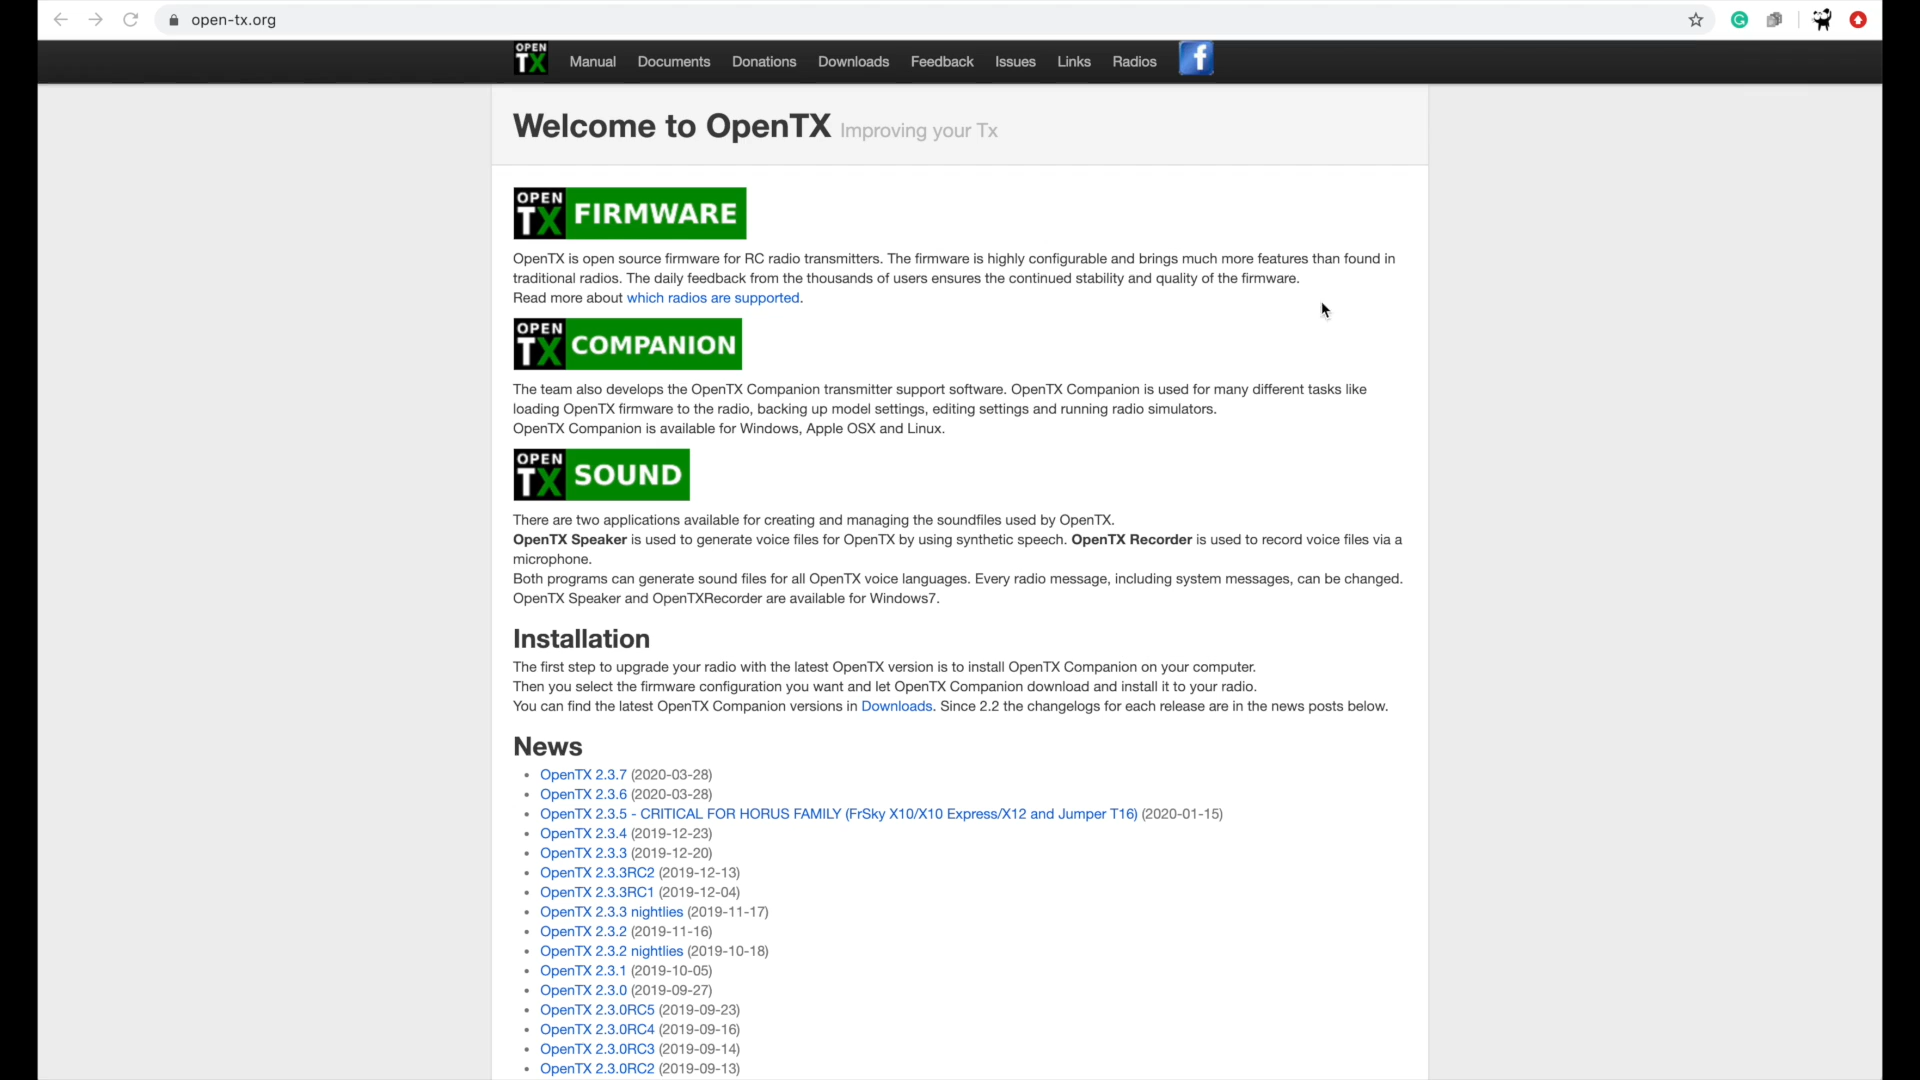 open-tx.org
OPEN TX Manual Documents Donations Downloads Feedback Issues Links Radios f
Welcome to OpenTX Improving your Tx
OPEN TX FIRMWARE
OpenTX is open source firmware for RC radio transmitters. The firmware is highly configurable and brings much more features than found in
traditional radios. The daily feedback from the thousands of users ensures the continued stability and quality of the firmware.
Read more about which radios are supported.
OPEN TX COMPANION
The team also develops the OpenTX Companion transmitter support software. OpenTX Companion is used for many different tasks like
loading OpenTX firmware to the radio, backing up model settings, editing settings and running radio simulators.
OpenTX Companion is available for Windows, Apple OSX and Linux.
OPEN TX SOUND
There are two applications available for creating and managing the soundfiles used by OpenTX.
OpenTX Speaker is used to generate voice files for OpenTX by using synthetic speech. OpenTX Recorder is used to record voice files via a
microphone.
Both programs can generate sound files for all OpenTX voice languages. Every radio message, including system messages, can be changed.
OpenTX Speaker and OpenTXRecorder are available for Windows7.
Installation
The first step to upgrade your radio with the latest OpenTX version is to install OpenTX Companion on your computer.
Then you select the firmware configuration you want and let OpenTX Companion download and install it to your radio.
You can find the latest OpenTX Companion versions in Downloads. Since 2.2 the changelogs for each release are in the news posts below.
News
• OpenTX 2.3.7 (2020-03-28)
• OpenTX 2.3.6 (2020-03-28)
• OpenTX 2.3.5 - CRITICAL FOR HORUS FAMILY (FrSky X10/X10 Express/X12 and Jumper T16) (2020-01-15)
• OpenTX 2.3.4 (2019-12-23)
• OpenTX 2.3.3 (2019-12-20)
• OpenTX 2.3.3RC2 (2019-12-13)
• OpenTX 2.3.3RC1 (2019-12-04)
• OpenTX 2.3.3 nightlies (2019-11-17)
• OpenTX 2.3.2 (2019-11-16)
• OpenTX 2.3.2 nightlies (2019-10-18)
• OpenTX 2.3.1 (2019-10-05)
• OpenTX 2.3.0 (2019-09-27)
• OpenTX 2.3.0RC5 (2019-09-23)
• OpenTX 2.3.0RC4 (2019-09-16)
• OpenTX 2.3.0RC3 (2019-09-14)
• OpenTX 2.3.0RC2 (2019-09-13)